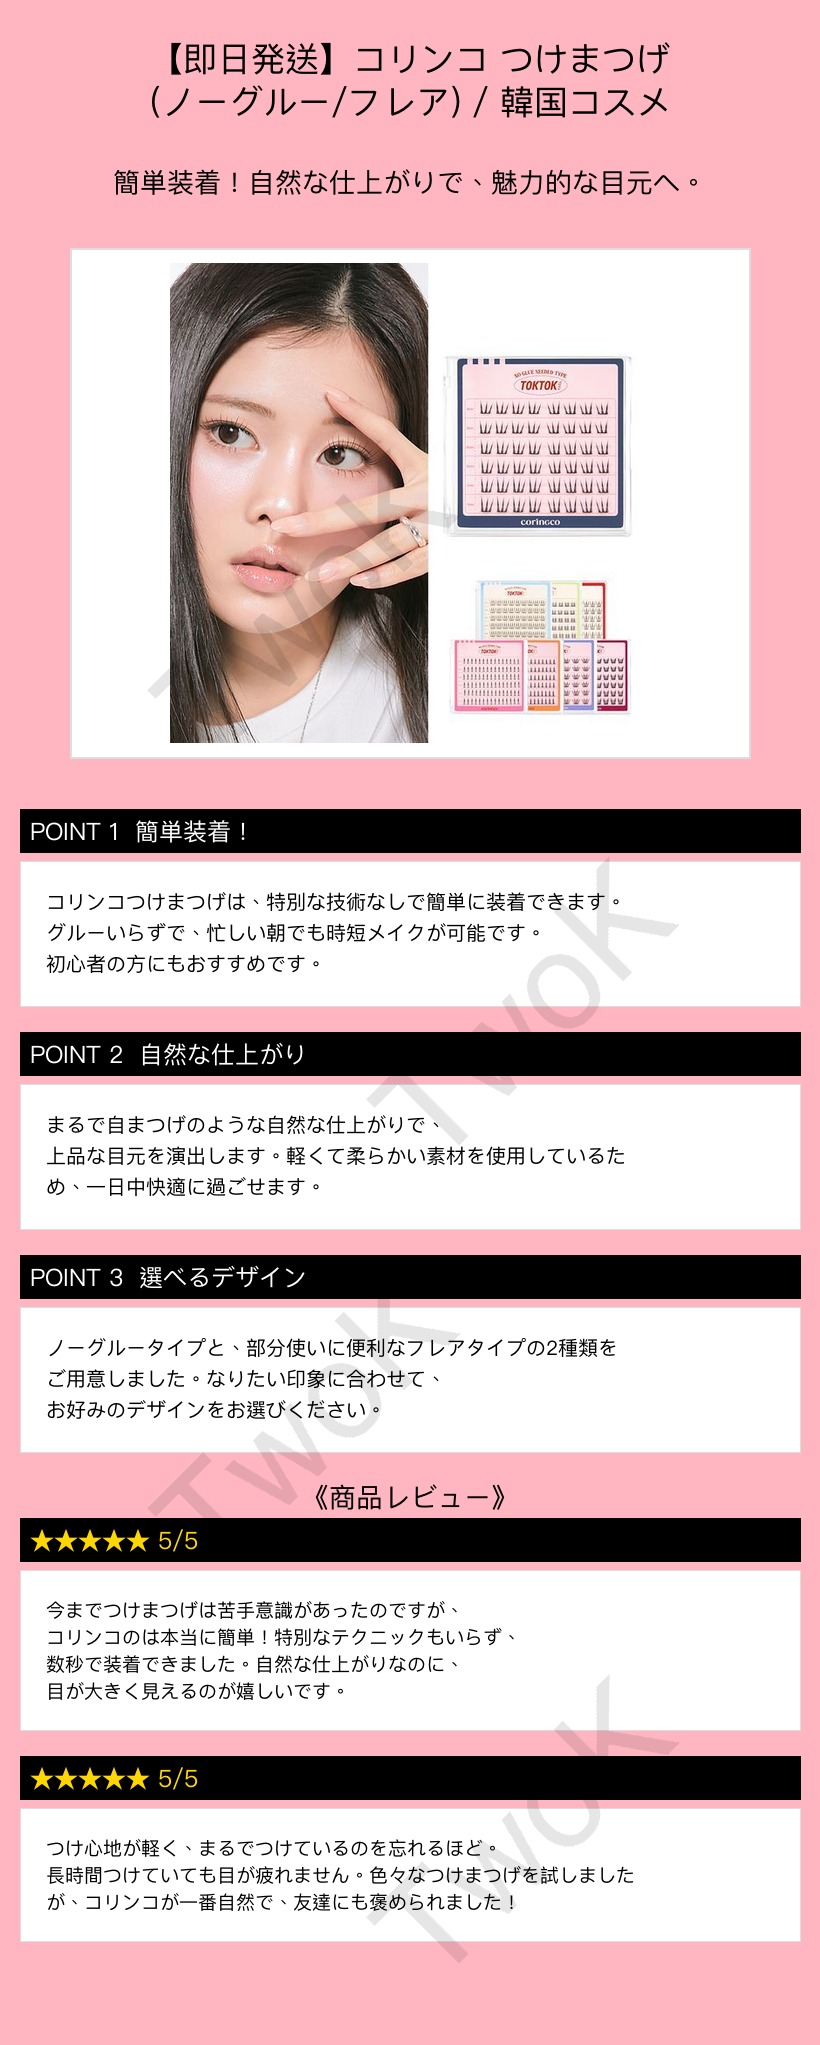 【即日発送】コリンコ つけまつげ
(ノーグルー/フレア) / 韓国コスメ
簡単装着！自然な仕上がりで、魅力的な目元へ。
NO GLUE NEEDED TYPE
TOKTOK
coringco
TOKTOK
TOKTOK
coringco
POINT 1 簡単装着！
コリンコつけまつげは、特別な技術なしで簡単に装着できます。
グルーいらずで、忙しい朝でも時短メイクが可能です。
初心者の方にもおすすめです。
POINT 2 自然な仕上がり
まるで自まつげのような自然な仕上がりで、
上品な目元を演出します。軽くて柔らかい素材を使用しているた
め、一日中快適に過ごせます。
POINT 3 選べるデザイン
ノーグルータイプと、部分使いに便利なフレアタイプの2種類を
ご用意しました。なりたい印象に合わせて、
お好みのデザインをお選びください。
《商品レビュー》
★★★★★ 5/5
今までつけまつげは苦手意識があったのですが、
コリンコのは本当に簡単！特別なテクニックもいらず、
数秒で装着できました。自然な仕上がりなのに、
目が大きく見えるのが嬉しいです。
★★★★★ 5/5
つけ心地が軽く、まるでつけているのを忘れるほど。
長時間つけていても目が疲れません。色々なつけまつげを試しました
が、コリンコが一番自然で、友達にも褒められました！
TwoK
TwoK
TwoK
TwoK